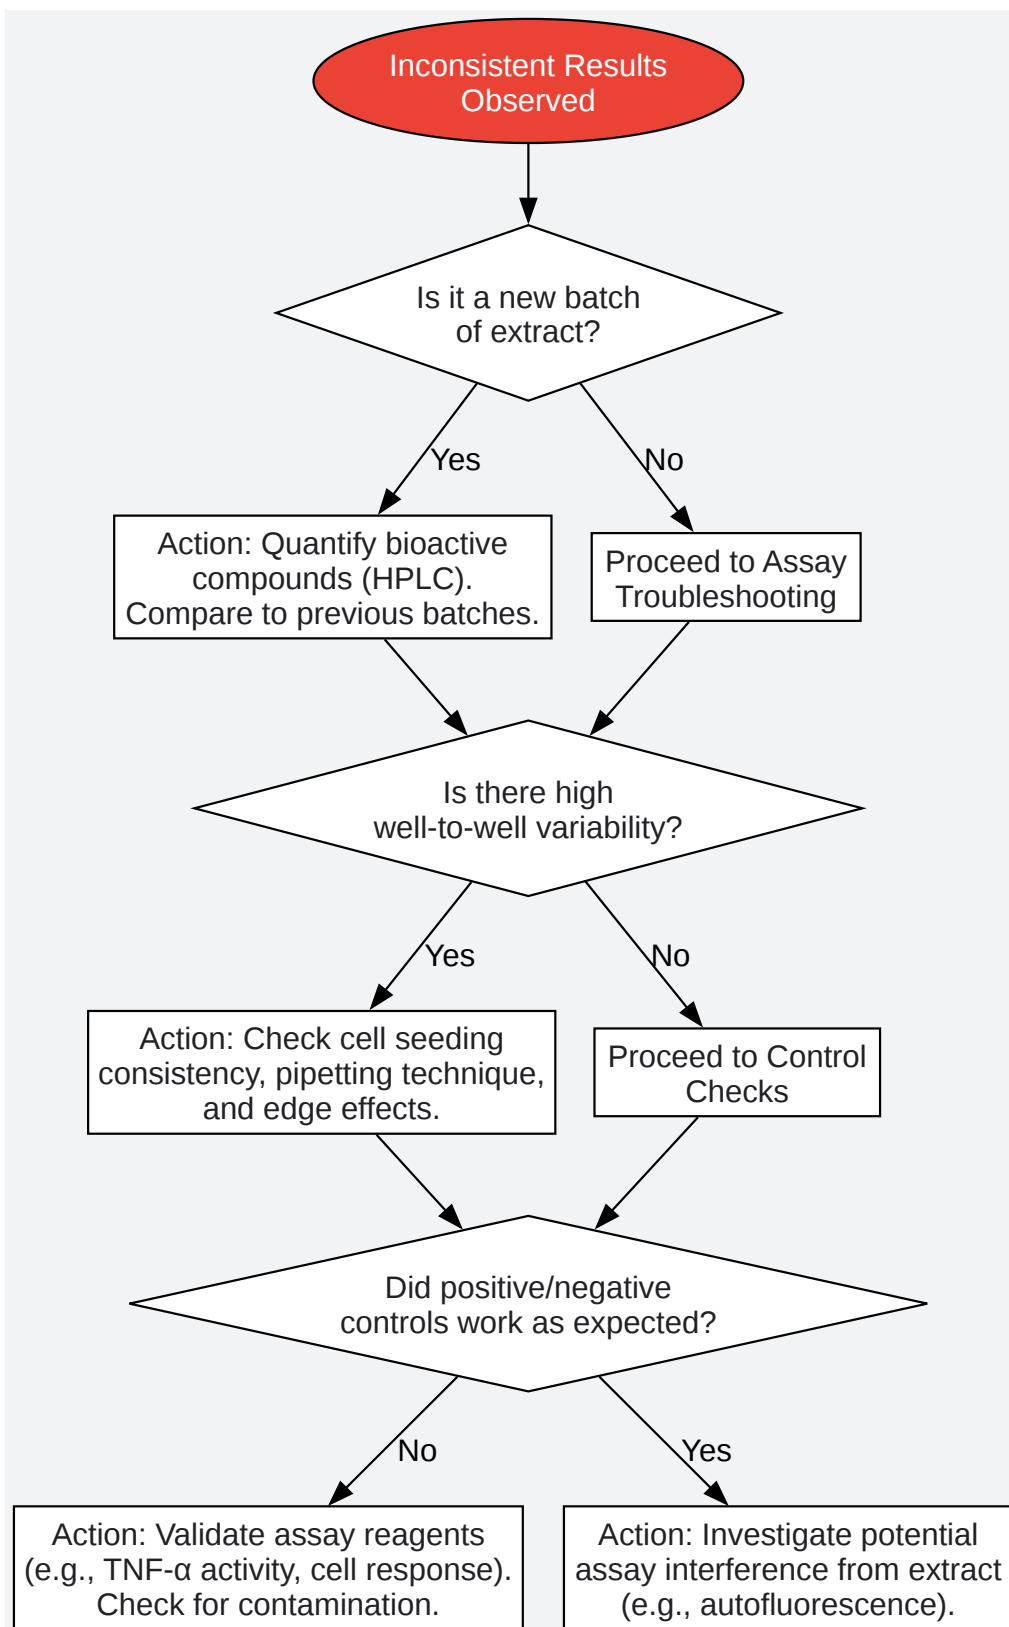 Inconsistent Results
Observed
Is it a new batch
of extract?
Yes
No
Action: Quantify bioactive
compounds (HPLC).
Compare to previous batches.
Proceed to Assay
Troubleshooting
Is there high
well-to-well variability?
Yes
No
Action: Check cell seeding
consistency, pipetting technique,
and edge effects.
Proceed to Control
Checks
Did positive/negative
controls work as expected?
No
Yes
Action: Validate assay reagents
(e.g., TNF-α activity, cell response).
Check for contamination.
Action: Investigate potential
assay interference from extract
(e.g., autofluorescence).